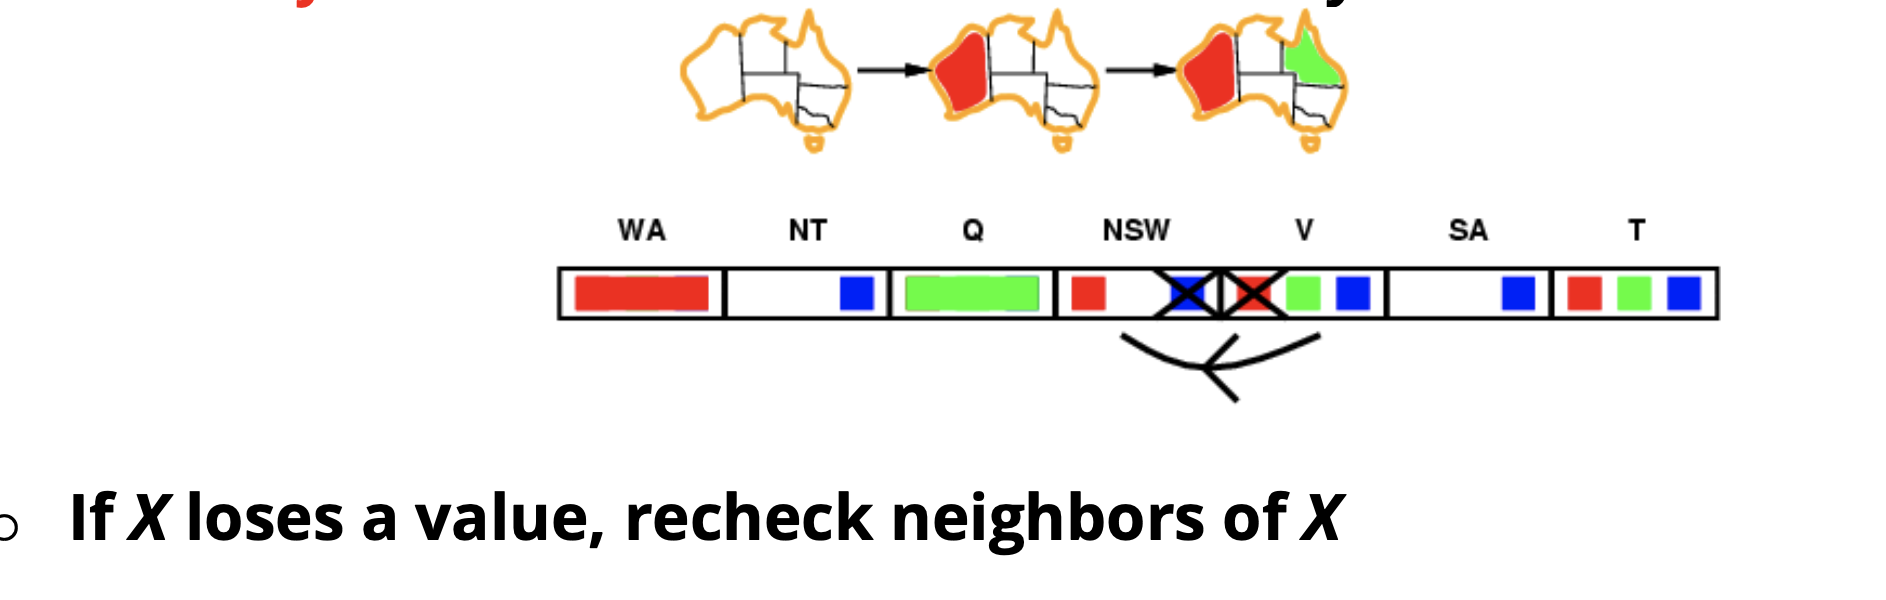 WA NT Q NSW V SA T
If X loses a value, recheck neighbors of X